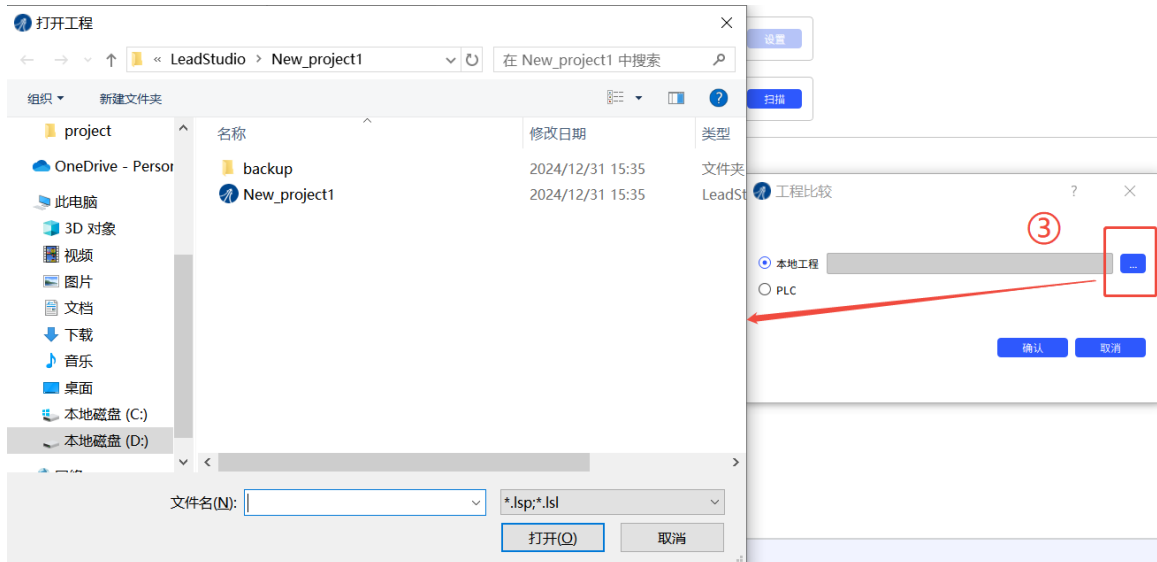 打开工程
« LeadStudio > New_project1
在 New_project1 中搜索
组织
新建文件夹
project
OneDrive - Persor
此电脑
3D 对象
视频
图片
文档
下载
音乐
桌面
本地磁盘 (C:)
本地磁盘 (D:)
名称
修改日期
类型
backup
2024/12/31 15:35
文件夹
New_project1
2024/12/31 15:35
LeadSt
文件名(N):
*.lsp;*.lsl
打开(O)
取消
设置
扫描
工程比较
?
③
本地工程
...
PLC
确认
取消